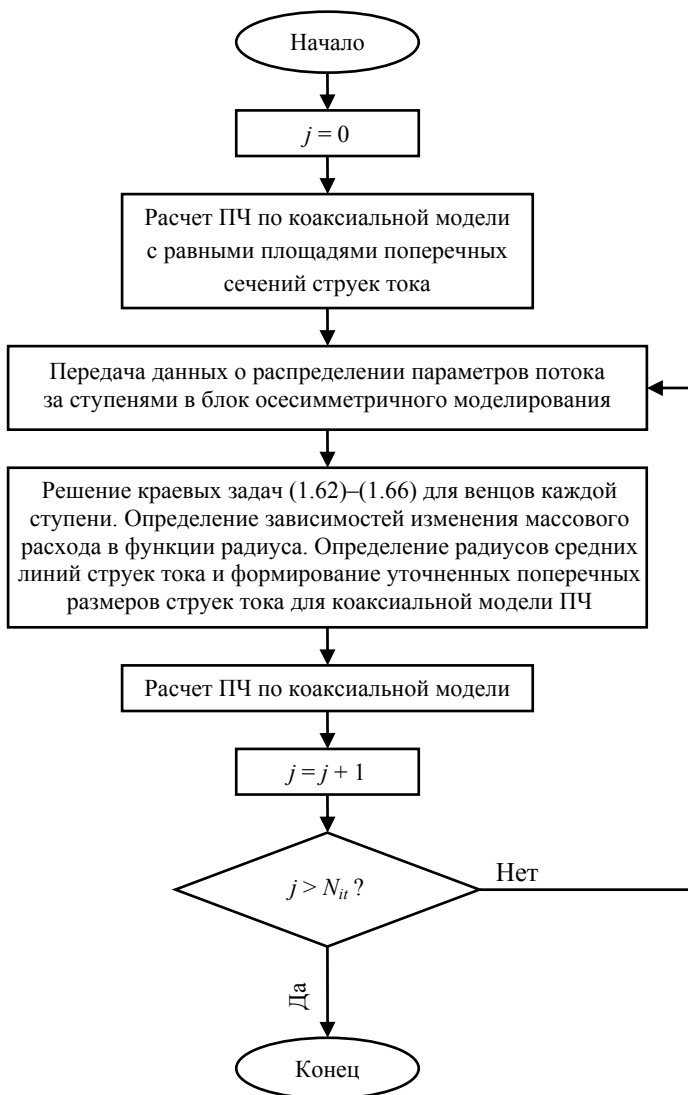 Начало
j = 0
Расчет ПЧ по коаксиальной модели
с равными площадями поперечных
сечений струек тока
Передача данных о распределении параметров потока
за ступенями в блок осесимметричного моделирования
Решение краевых задач (1.62)–(1.66) для венцов каждой
ступени. Определение зависимостей изменения массового
расхода в функции радиуса. Определение радиусов средних
линий струек тока и формирование уточненных поперечных
размеров струек тока для коаксиальной модели ПЧ
Расчет ПЧ по коаксиальной модели
j = j + 1
j > Nit ?
Нет
Да
Конец